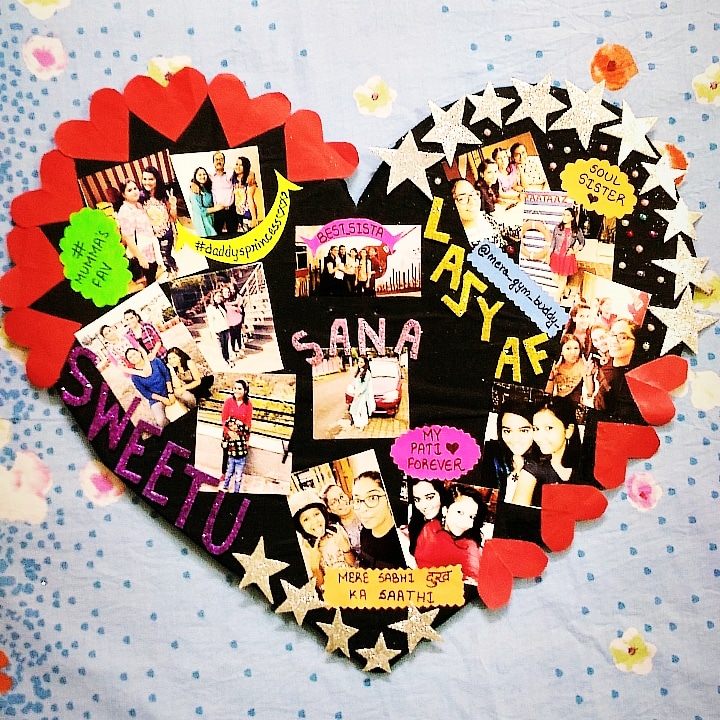 #
MUMMA'S
FAV
#daddysprincess
BESTSISTA
SOUL
SISTER
LASY
AF
@mera_gym_buddy-
SANA
SWEETU
MY
PATI
FOREVER
MERE SABHI दुःख
KA SAATHI